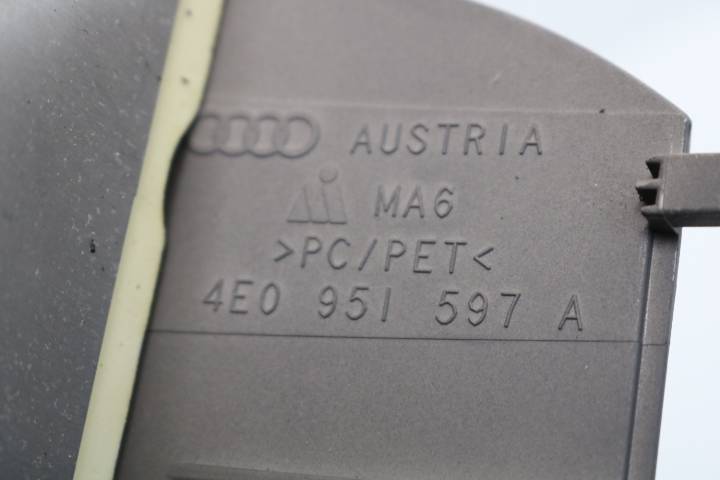 AUSTRIA
MA6
>PC/PET<
4E0 951 597 A